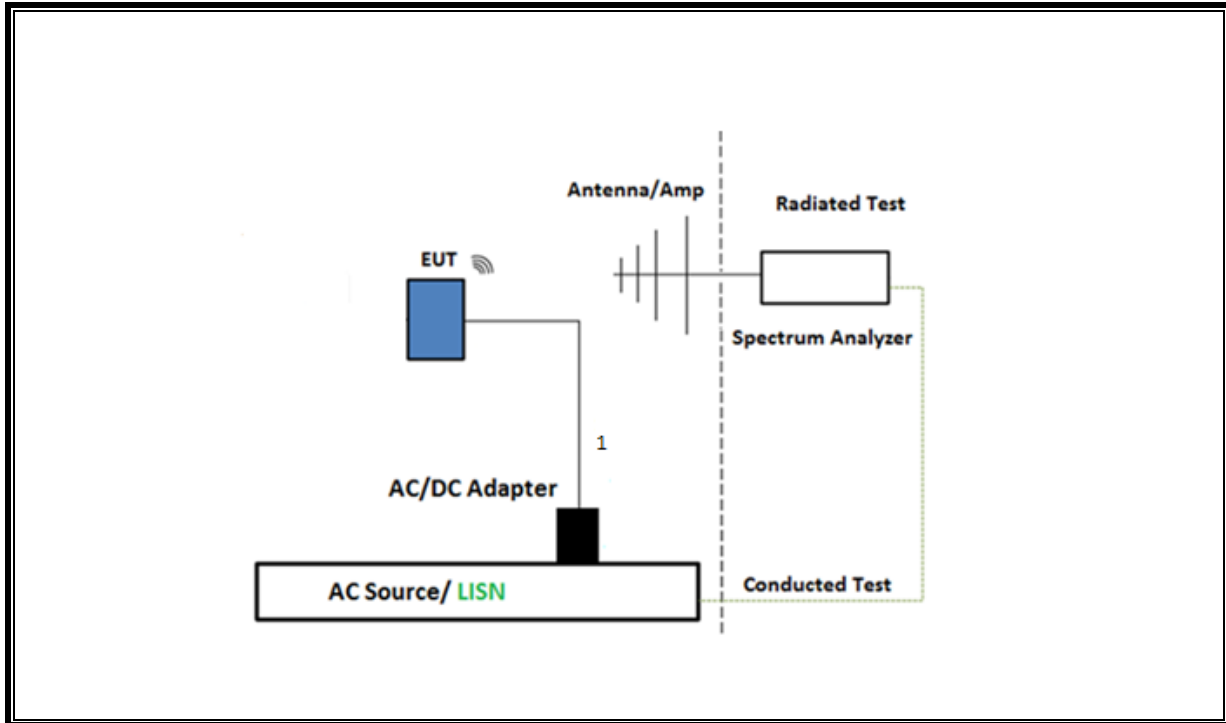 Antenna/Amp
Radiated Test
EUT
Spectrum Analyzer
1
AC/DC Adapter
AC Source/ LISN
Conducted Test